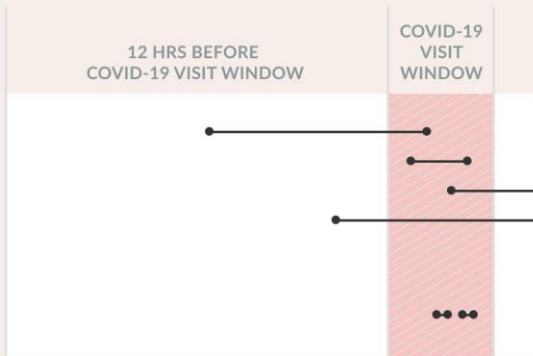 12 HRS BEFORE
COVID-19 VISIT WINDOW
COVID-19
VISIT
WINDOW